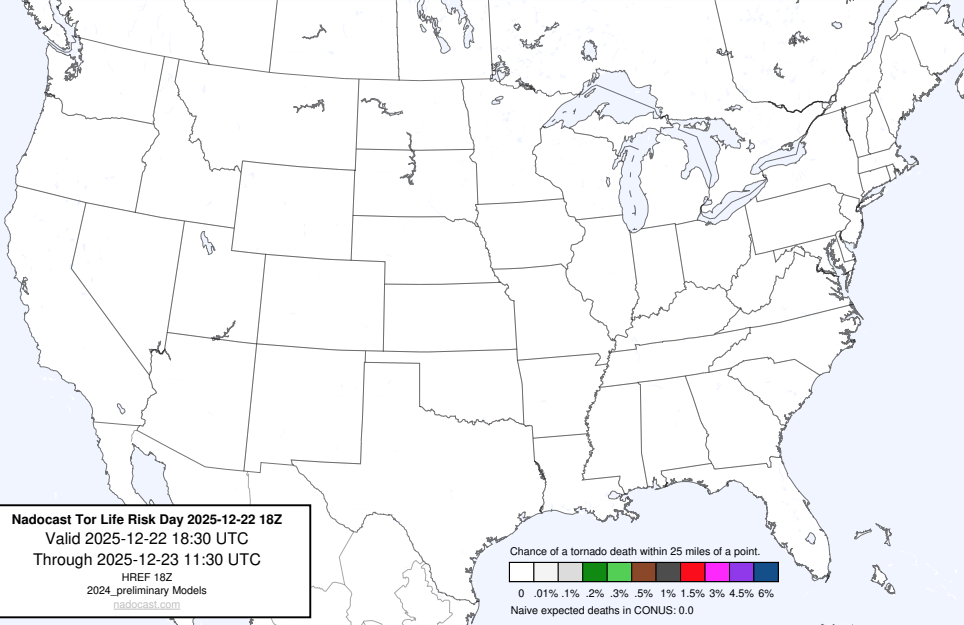 Nadocast Tor Life Risk Day 2025-12-22 18Z
Valid 2025-12-22 18:30 UTC
Through 2025-12-23 11:30 UTC
HREF 18Z
2024_preliminary Models
nadocast.com
Chance of a tornado death within 25 miles of a point.
0 .01% .1% .2% .3% .5% 1% 1.5% 3% 4.5% 6%
Naive expected deaths in CONUS: 0.0